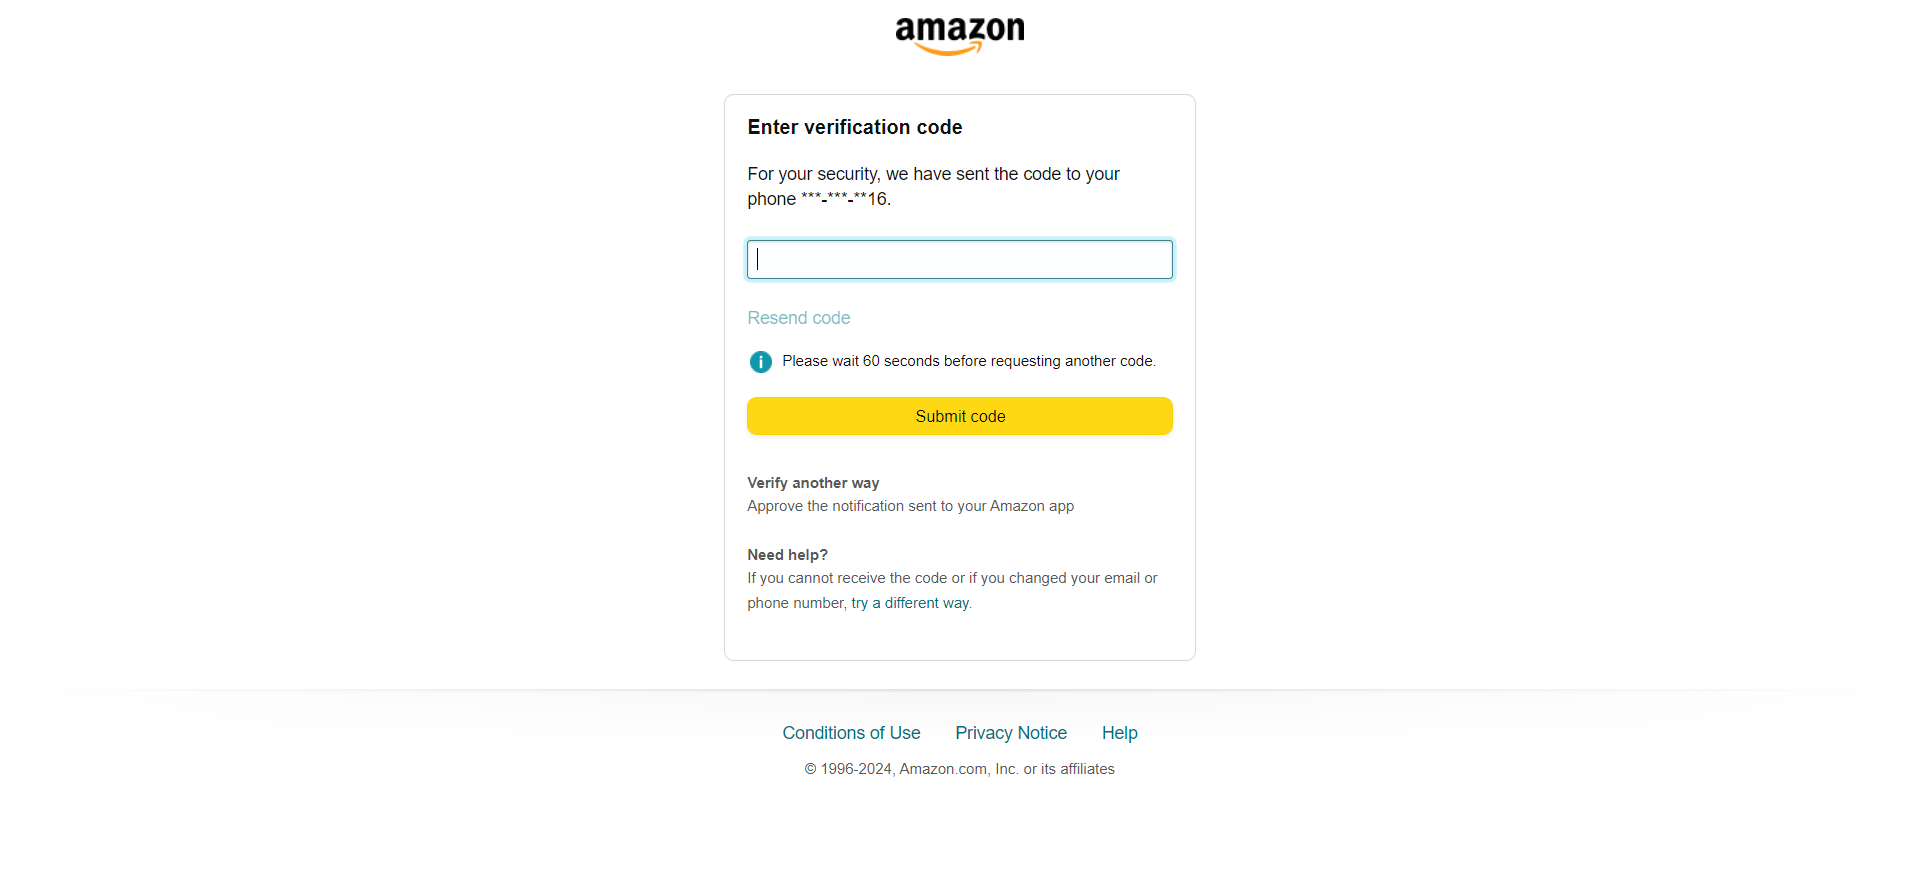 amazon
Enter verification code
For your security, we have sent the code to your
phone ***-***-**16.
Resend code
i Please wait 60 seconds before requesting another code.
Submit code
Verify another way
Approve the notification sent to your Amazon app
Need help?
If you cannot receive the code or if you changed your email or
phone number, try a different way.
Conditions of Use Privacy Notice Help
© 1996-2024, Amazon.com, Inc. or its affiliates